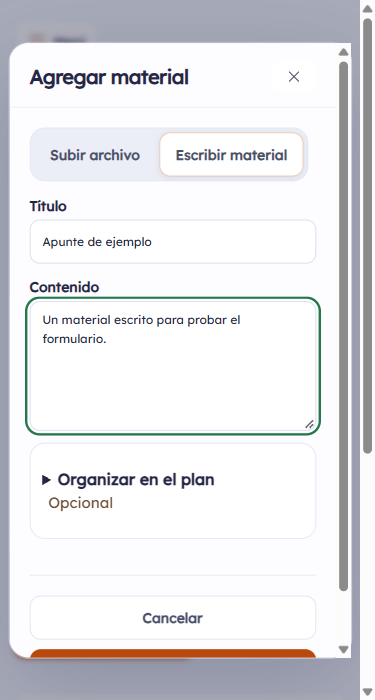 Agregar material
Subir archivo
Escribir material
Título
Apunte de ejemplo
Contenido
Un material escrito para probar el
formulario.
Organizar en el plan
Opcional
Cancelar